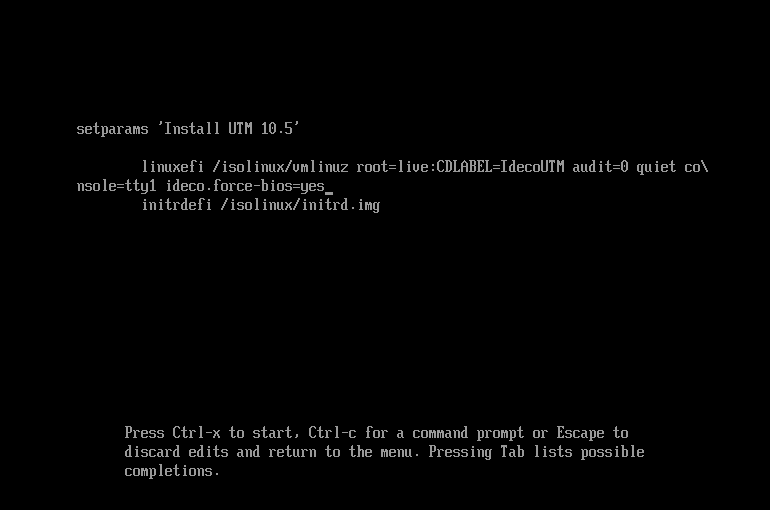 setparams 'Install UTM 10.5'
linuxefi /isolinux/vmlinuz root=live:CDLABEL=IdecoUTM audit=0 quiet co\
nsole=tty1 ideco.force-bios=yes_
initrdefi /isolinux/initrd.img
Press Ctrl-x to start, Ctrl-c for a command prompt or Escape to
discard edits and return to the menu. Pressing Tab lists possible
completions.